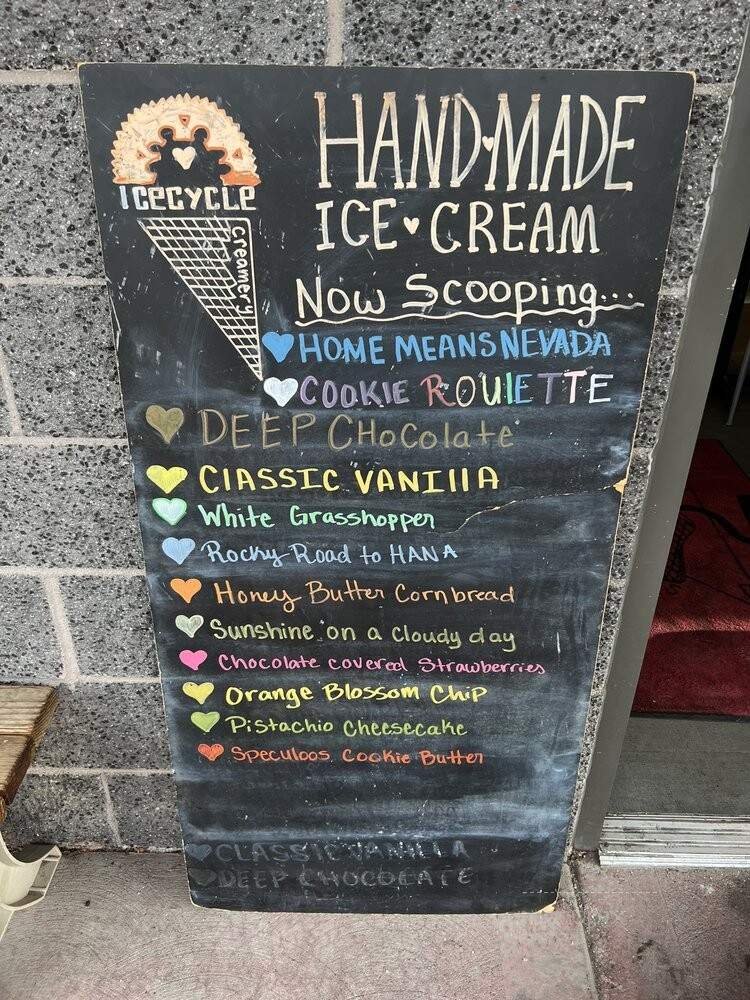 ICECYCLE
Creamery
HAND♥MADE
ICE♥CREAM
Now Scooping...
HOME MEANS NEVADA
COOKIE ROUlETTE
DEEP CHocolate
ClASSIC VANIllA
White Grasshopper
Rocky Road to HANA
Honey Butter Cornbread
Sunshine on a cloudy day
Chocolate covered Strawberries
Orange Blossom Chip
Pistachio Cheesecake
Speculoos Cookie Butter
CLASSIC VANILLA
DEEP CHOCOLATE